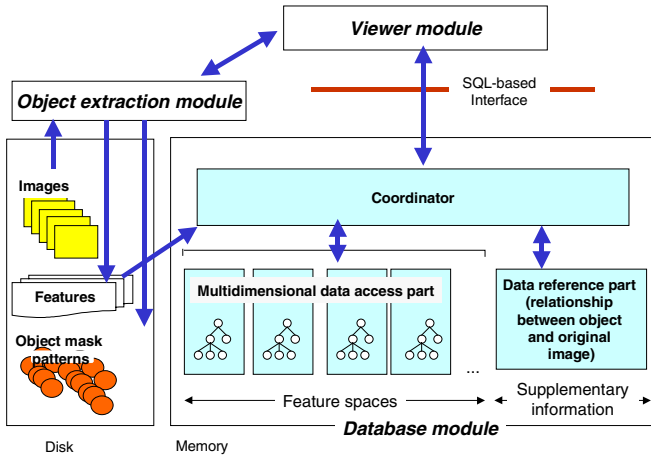 Viewer module
SQL-based
Interface
Object extraction module
Images
Coordinator
Features
Multidimensional data access part
Data reference part
(relationship
between object
and original
image)
Object mask
patterns
...
Feature spaces
Supplementary
information
Database module
Disk
Memory